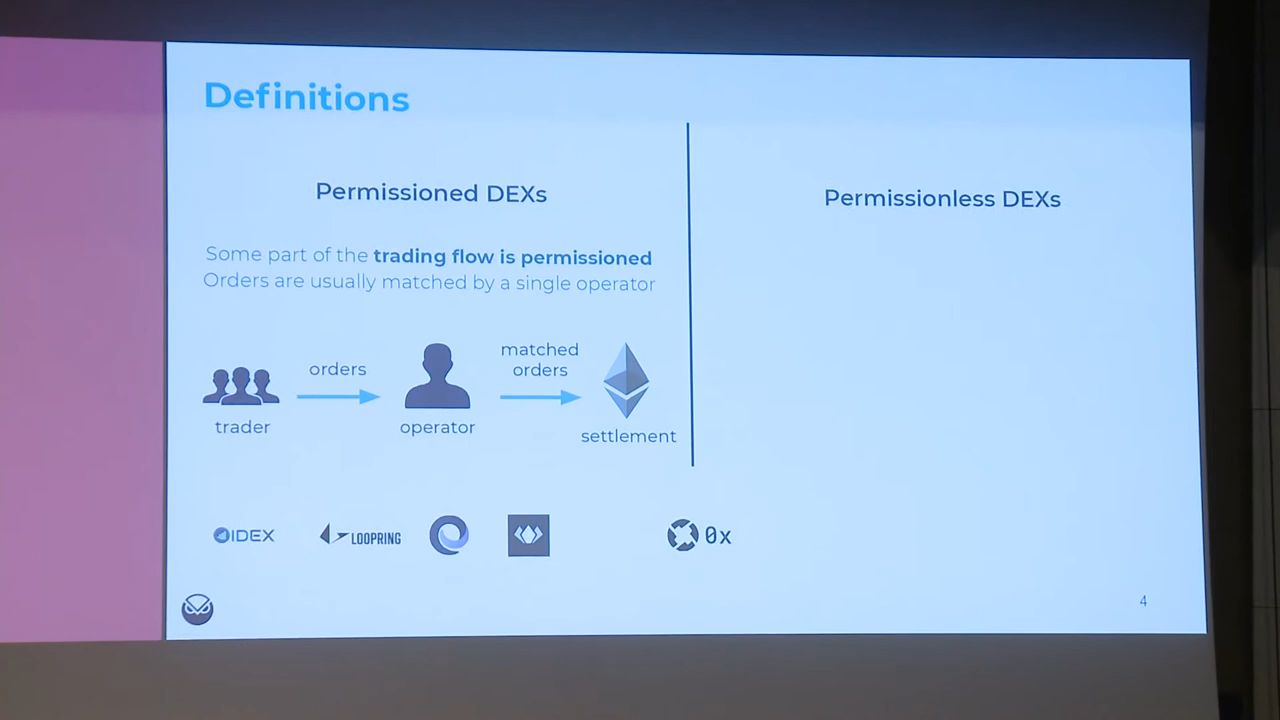 Definitions
Permissioned DEXs
Some part of the trading flow is permissioned
Orders are usually matched by a single operator
orders
matched
orders
trader
operator
settlement
Permissionless DEXs
IDEX
LOOPRING
0x
4